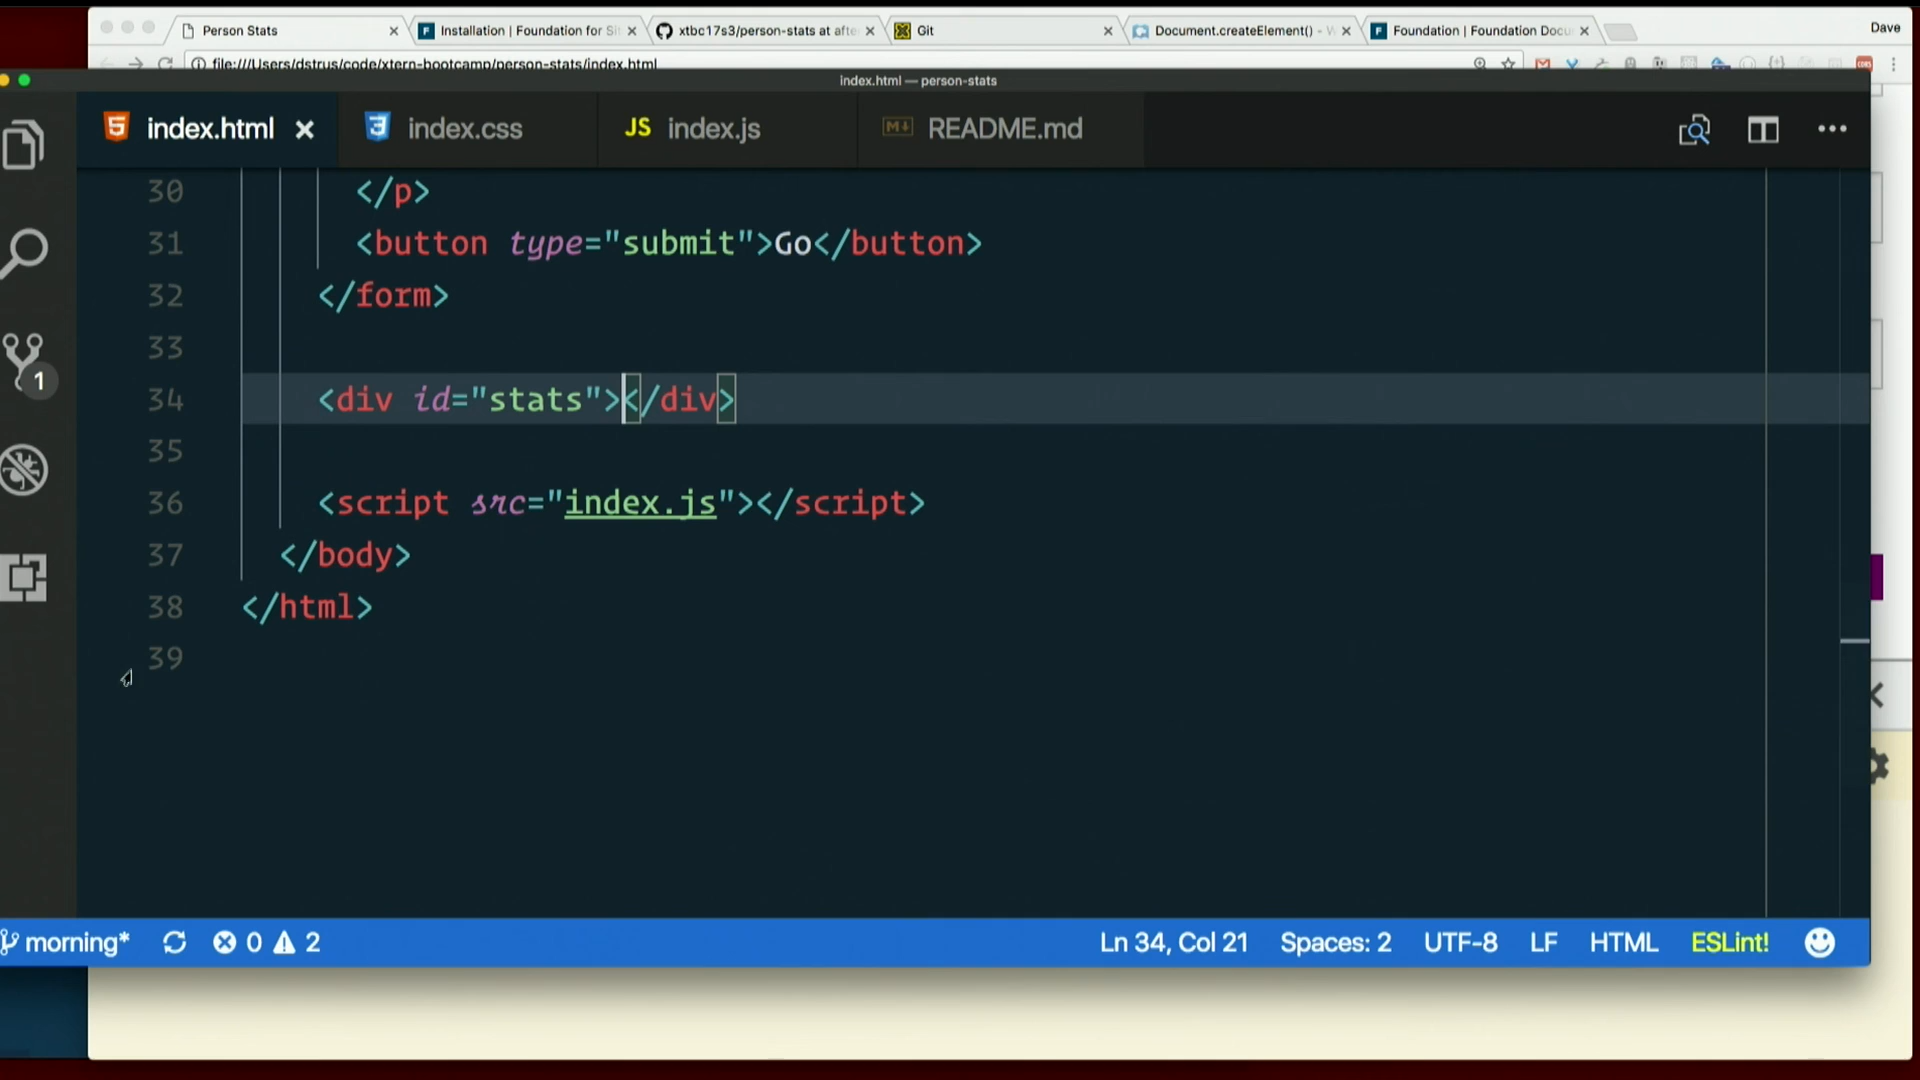 Person Stats
Installation | Foundation for Si
xtbc17s3/person-stats at afte
Git
Document.createElement() -
Foundation | Foundation Docu
Dave
file:///Users/dstrus/code/xtern-bootcamp/person-stats/index.html
index.html — person-stats
index.html
index.css
JS index.js
README.md
30 </p>
31 <button type="submit">Go</button>
32 </form>
33
34 <div id="stats"></div>
35
36 <script src="index.js"></script>
37 </body>
38 </html>
39
1
morning* 0 2 Ln 34, Col 21 Spaces: 2 UTF-8 LF HTML ESLint!